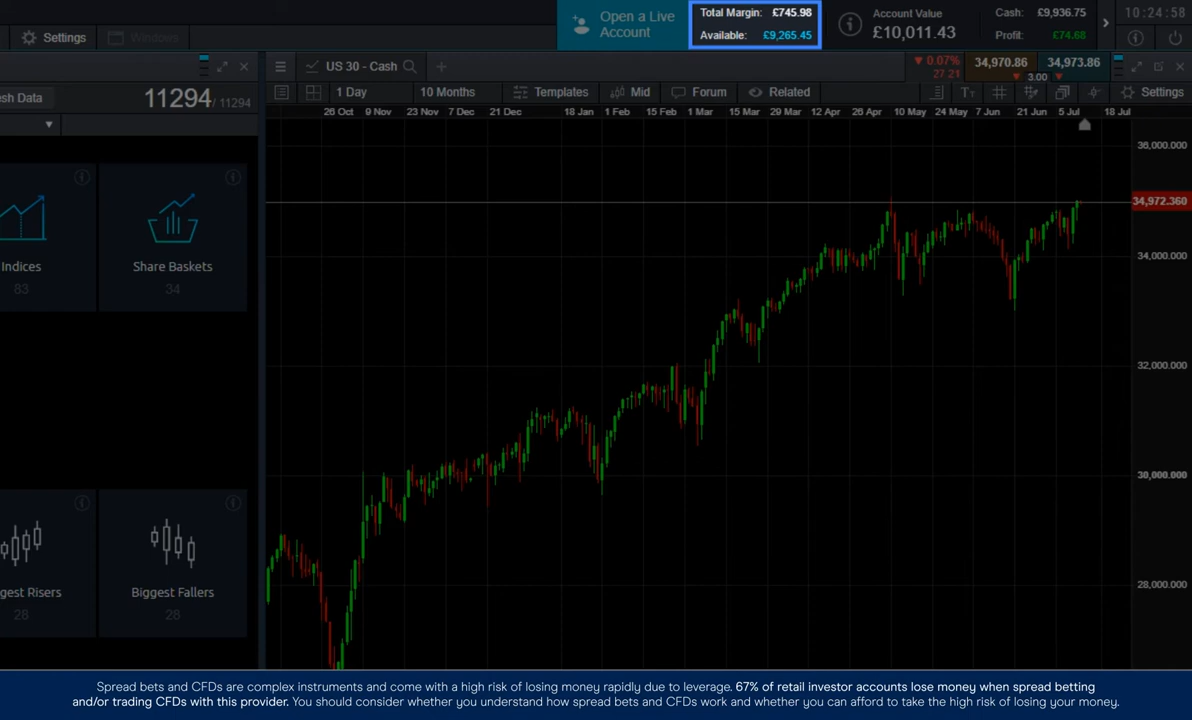 Open a Live
Account
Total Margin: £745.98
Available: £9,265.45
Account Value
£10,011.43
Cash: £9,936.75
Profit: £74.68
10:24:58
Settings
Windows
US 30 - Cash
0.07%
27.21
34,970.86
34,973.86
3.00
sh Data
11294 / 11294
1 Day
10 Months
Templates
Mid
Forum
Related
Settings
26 Oct 9 Nov 23 Nov 7 Dec 21 Dec 18 Jan 1 Feb 15 Feb 1 Mar 15 Mar 29 Mar 12 Apr 26 Apr 10 May 24 May 7 Jun 21 Jun 5 Jul 18 Jul
36,000.000
34,972.360
34,000.000
32,000.000
30,000.000
28,000.000
Indices
83
Share Baskets
34
gest Risers
28
Biggest Fallers
28
Spread bets and CFDs are complex instruments and come with a high risk of losing money rapidly due to leverage. 67% of retail investor accounts lose money when spread betting
and/or trading CFDs with this provider. You should consider whether you understand how spread bets and CFDs work and whether you can afford to take the high risk of losing your money.